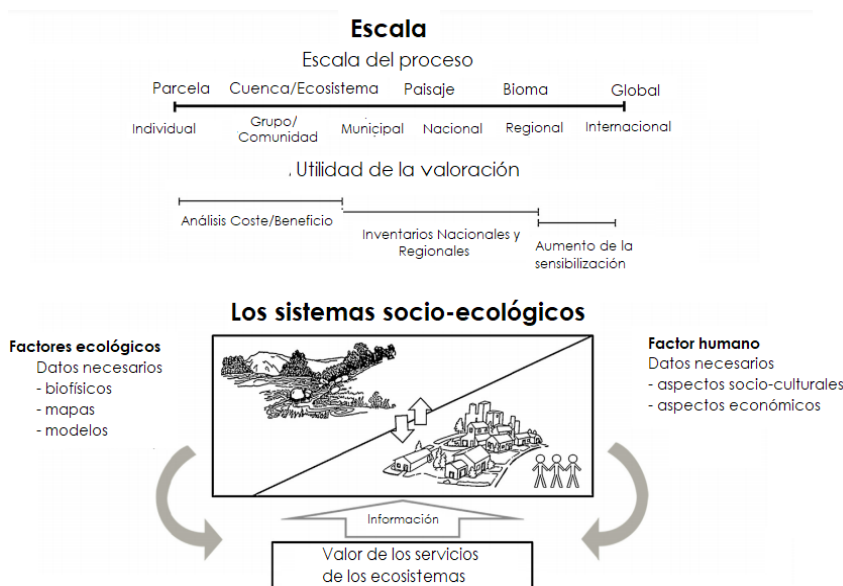 Escala
Escala del proceso
Parcela Cuenca/Ecosistema Paisaje Bioma Global
Individual Grupo/ Comunidad Municipal Nacional Regional Internacional
. Utilidad de la valoración
Análisis Coste/Beneficio
Inventarios Nacionales y
Regionales
Aumento de la
sensibilización
Los sistemas socio-ecológicos
Factores ecológicos
Datos necesarios
- biofísicos
- mapas
- modelos
Factor humano
Datos necesarios
- aspectos socio-culturales
- aspectos económicos
Información
Valor de los servicios
de los ecosistemas